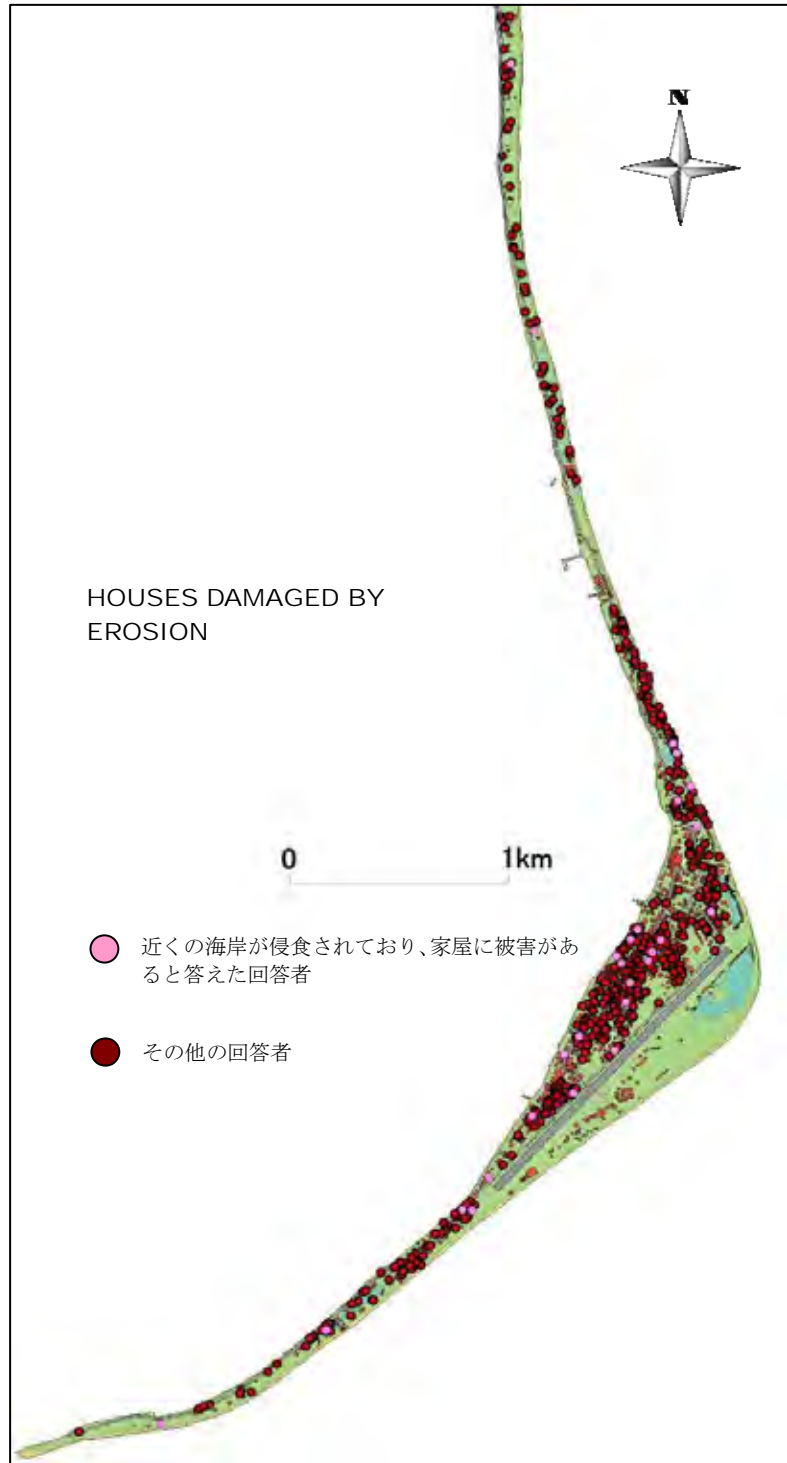 N
HOUSES DAMAGED BY
EROSION
0 1km
近くの海岸が侵食されており､家屋に被害があ
ると答えた回答者
その他の回答者